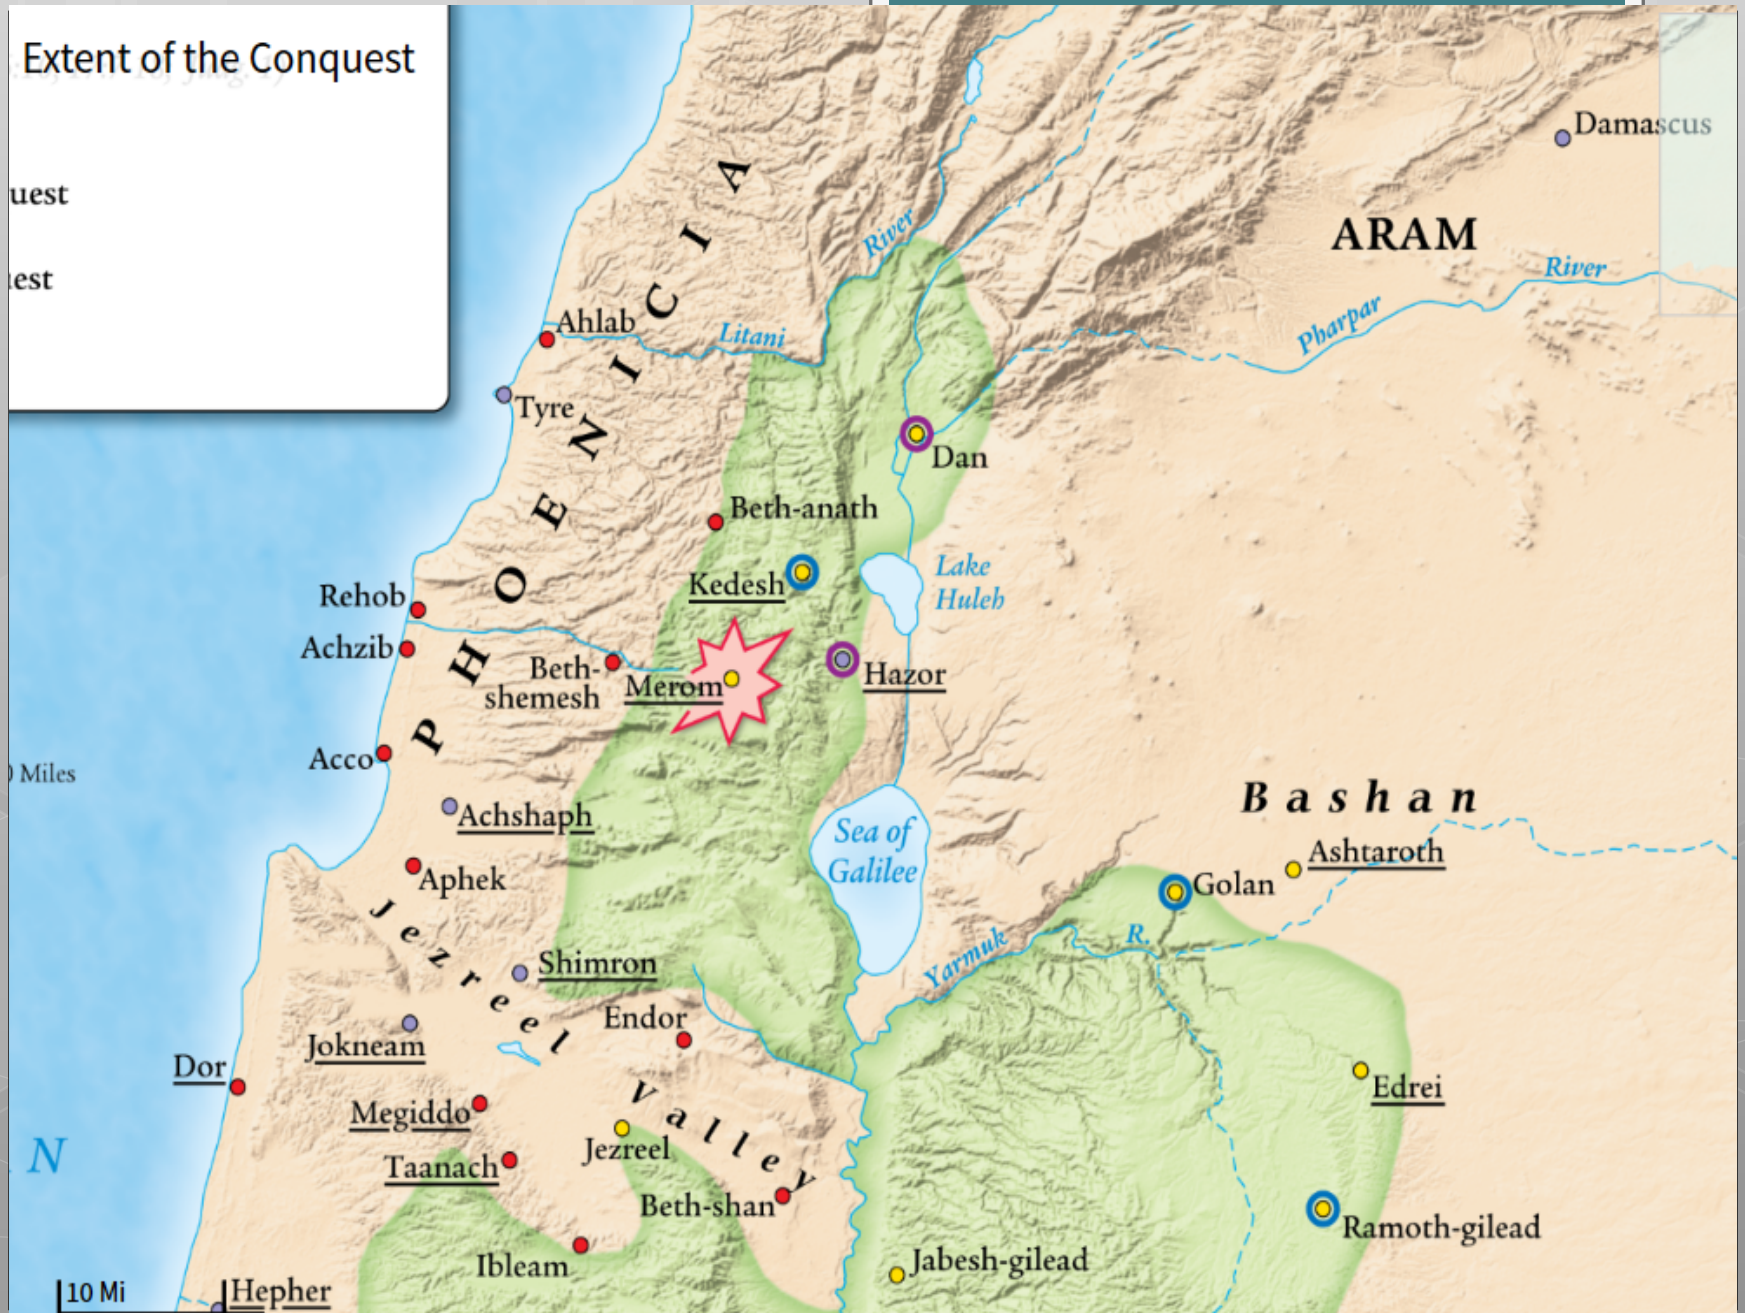 Extent of the Conquest
uest
est
0 Miles
10 Mi
N
PHOENICIA
ARAM
Damascus
River
Pharpar
River
Litani
Ahlab
Tyre
Dan
Beth-anath
Kedesh
Lake
Huleh
Rehob
Achzib
Beth-
shemesh
Merom
Hazor
Acco
Achshaph
Aphek
Sea of
Galilee
Bashan
Ashtaroth
Golan
Yarmuk
R.
Jezreel
Valley
Shimron
Endor
Jokneam
Dor
Megiddo
Jezreel
Taanach
Beth-shan
Ibleam
Hepher
Edrei
Ramoth-gilead
Jabesh-gilead